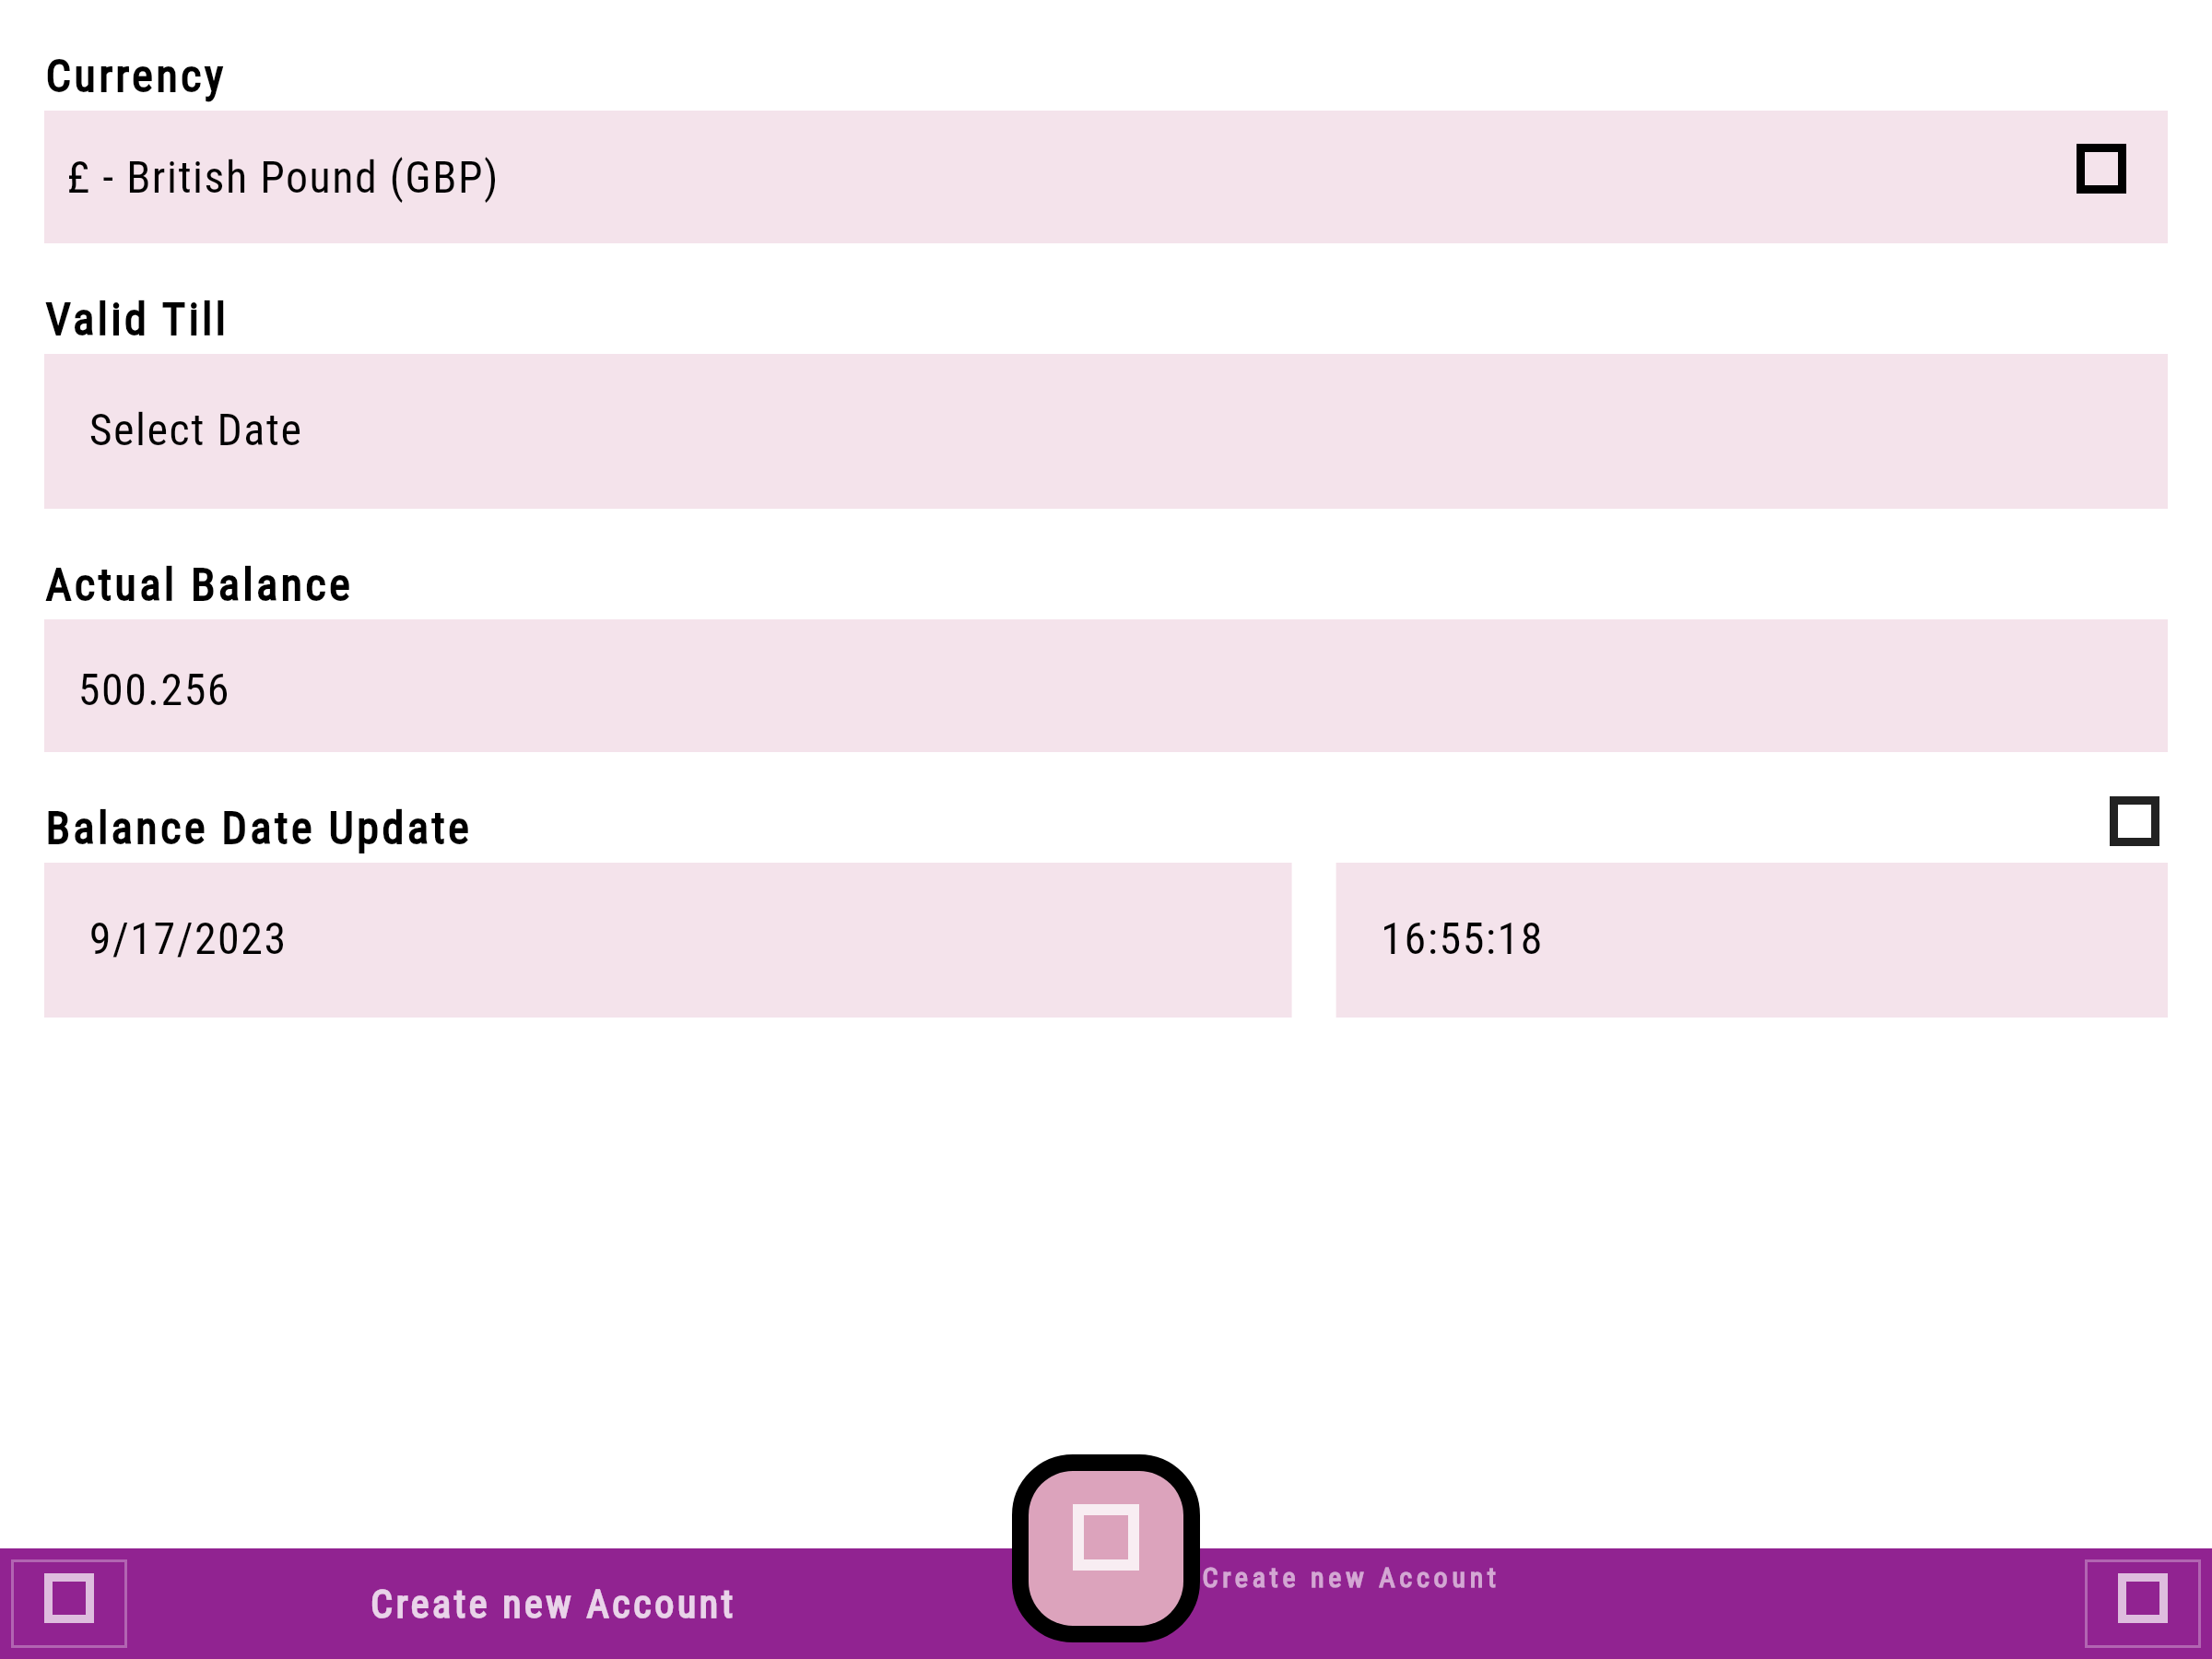 Currency
£ - British Pound (GBP)
Valid Till
Select Date
Actual Balance
500.256
Balance Date Update
9/17/2023
16:55:18
Create new Account
Create new Account